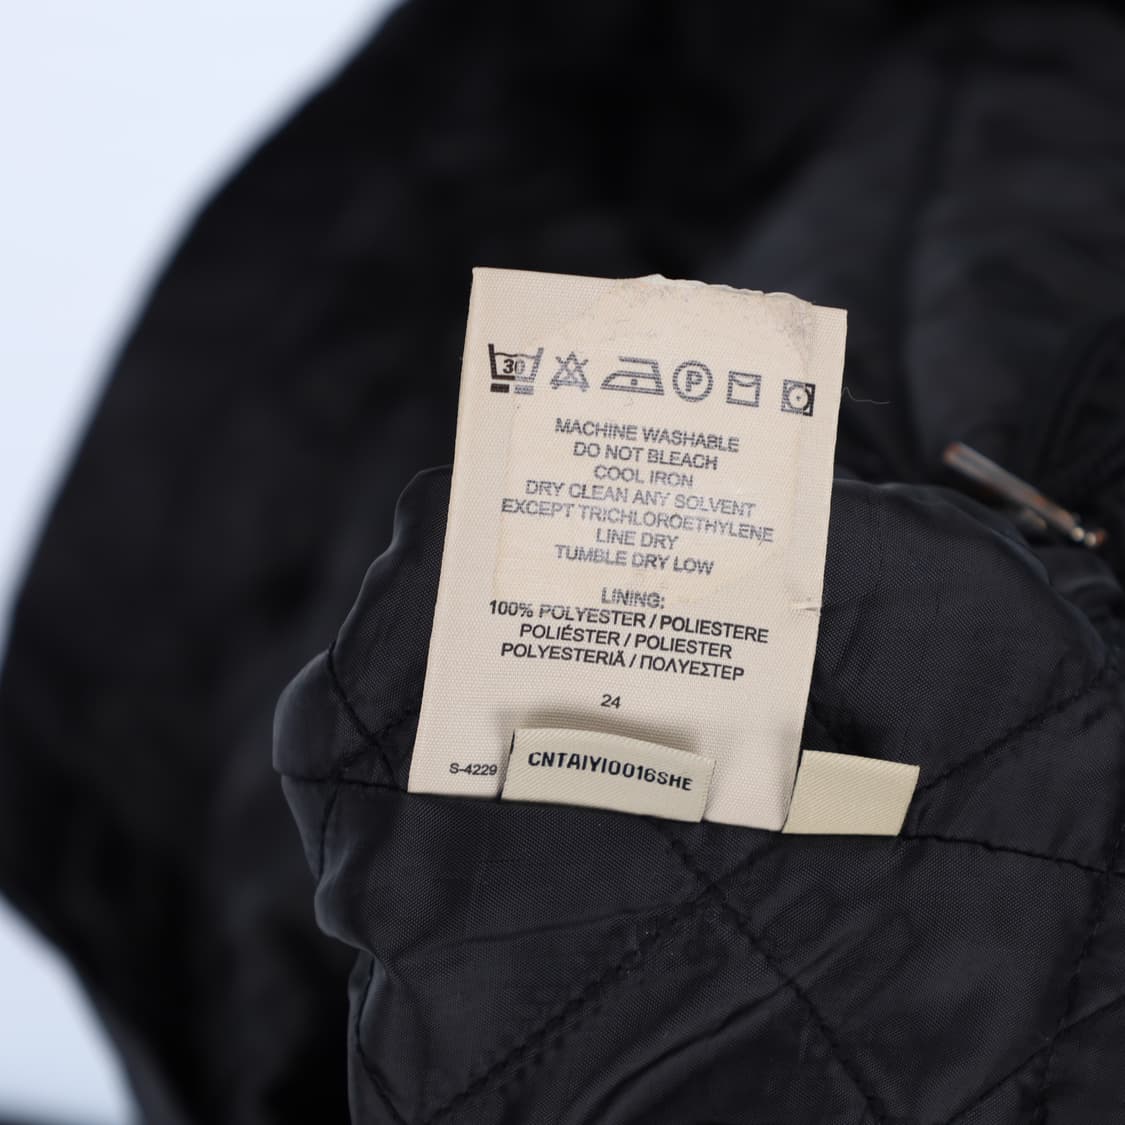 30 P
MACHINE WASHABLE
DO NOT BLEACH
COOL IRON
DRY CLEAN ANY SOLVENT
EXCEPT TRICHLOROETHYLENE
LINE DRY
TUMBLE DRY LOW
LINING:
100% POLYESTER / POLIESTERE
POLIÉSTER / POLIESTER
POLYESTERIÄ / ΠΟΛΥΕΣΤΕΡ
24
S-4229
CNTAIYI0016SHE